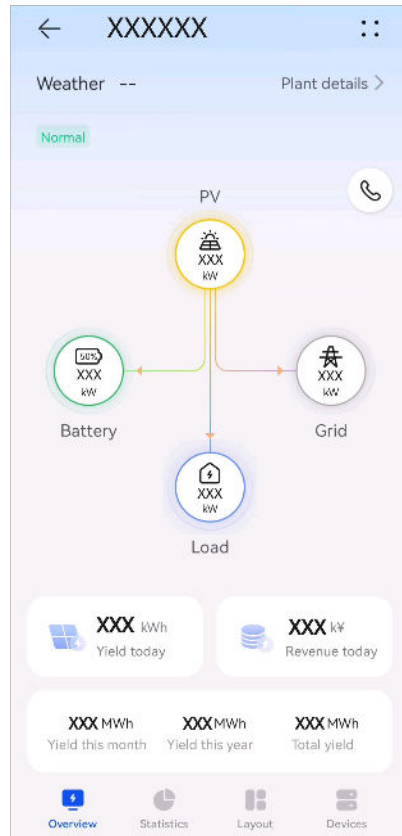 XXXXXX
Weather --
Plant details >
Normal
PV
XXX
kW
50%
XXX
kW
XXX
kW
Battery
Grid
XXX
kW
Load
XXX kWh
Yield today
XXX k¥
Revenue today
XXX MWh
Yield this month
XXX MWh
Yield this year
XXX MWh
Total yield
Overview
Statistics
Layout
Devices